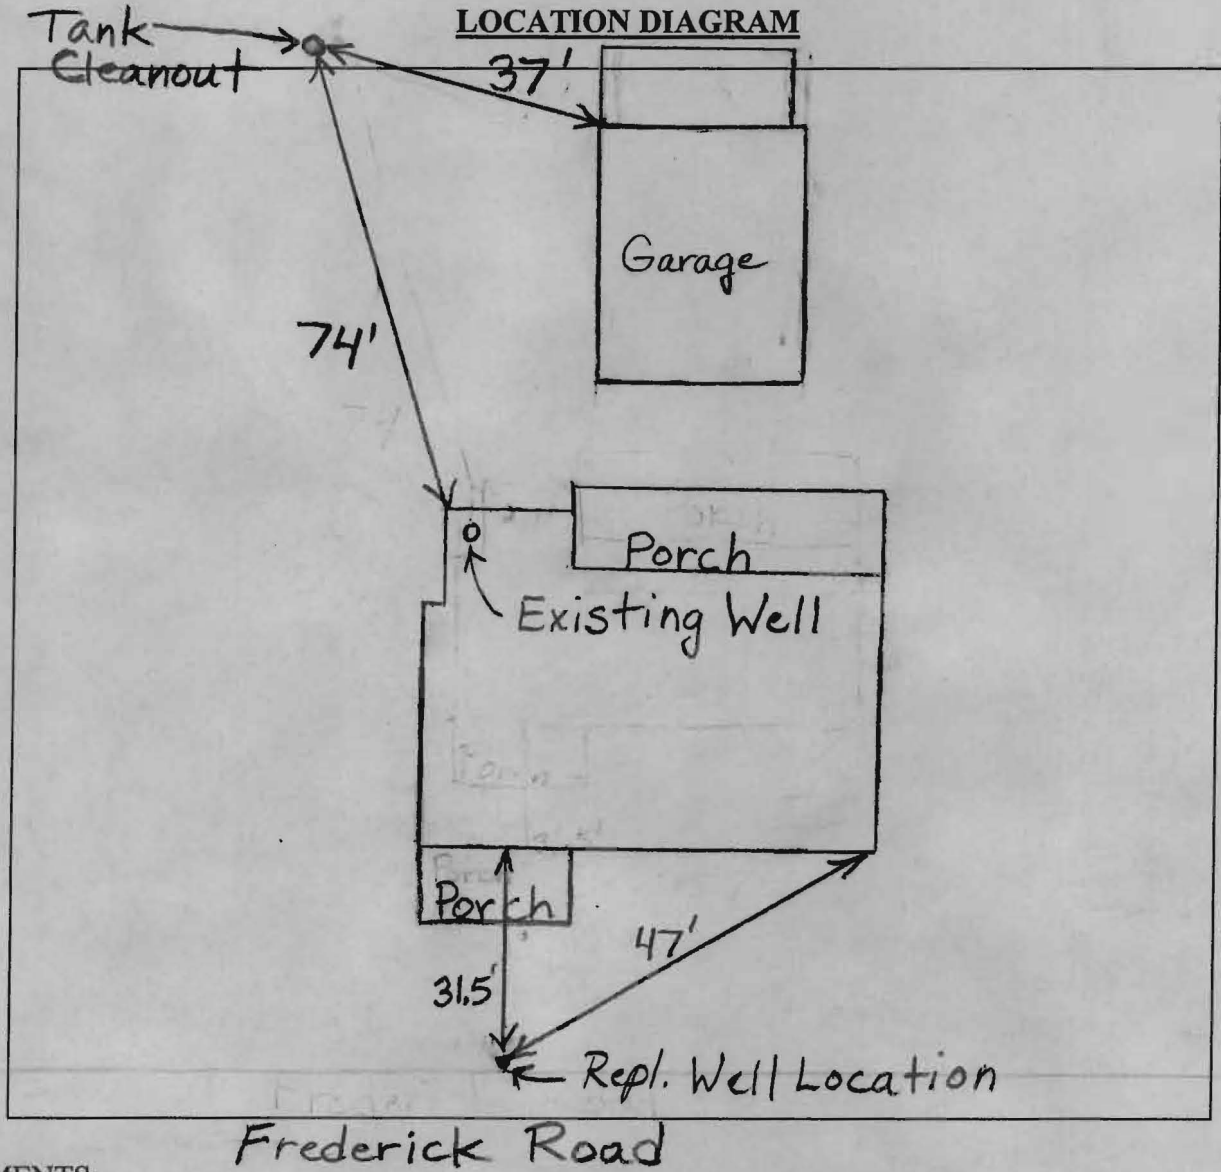 LOCATION DIAGRAM
Tank
Cleanout
37'
Garage
74'
Porch
Existing Well
Porch
47'
31.5'
Repl. Well Location
Frederick Road